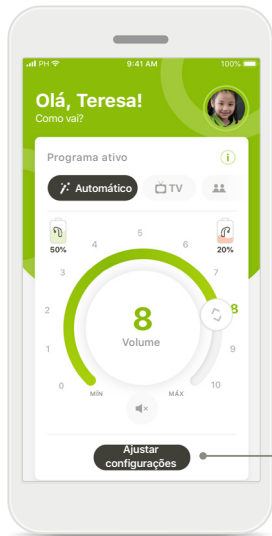 PH 9:41 AM 100%
Olá, Teresa!
Como vai?
Programa ativo i
Automático TV
50% 20%
5
4 6
3 7
2 8
8
Volume
1 9
0 10
MÍN MÁX
Ajustar
configurações